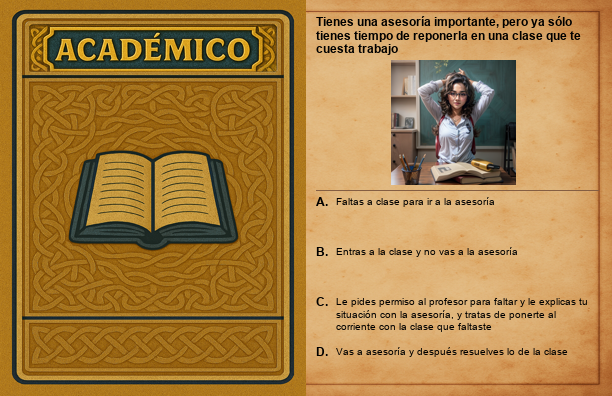 ACADÉMICO
Tienes una asesoría importante, pero ya sólo
tienes tiempo de reponerla en una clase que te
cuesta trabajo
A. Faltas a clase para ir a la asesoría
B. Entras a la clase y no vas a la asesoría
C. Le pides permiso al profesor para faltar y le explicas tu
situación con la asesoría, y tratas de ponerte al
corriente con la clase que faltaste
D. Vas a asesoría y después resuelves lo de la clase